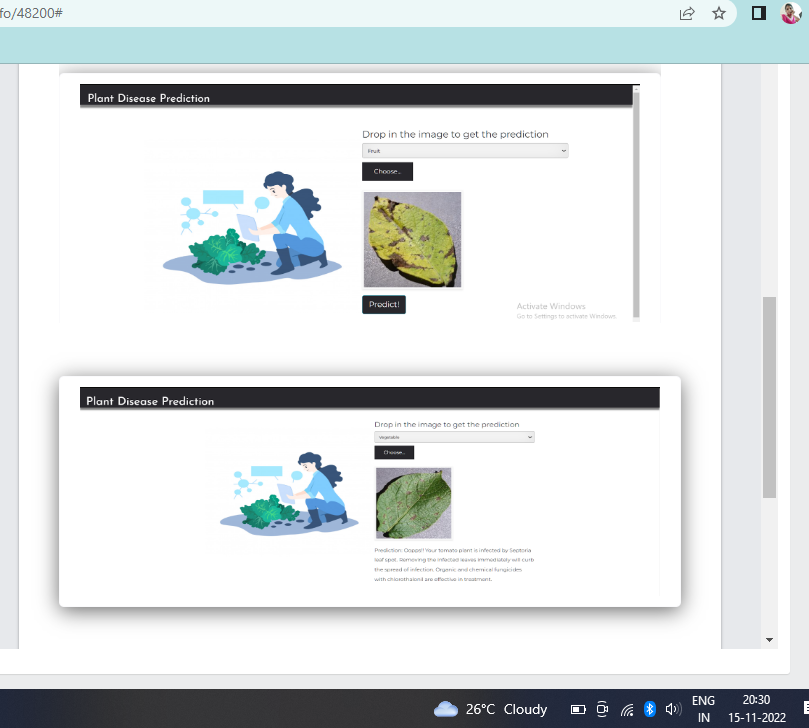 fo/48200#
Plant Disease Prediction
Drop in the image to get the prediction
Fruit
Choose...
Predict!
Activate Windows
Go to Settings to activate Windows.
Plant Disease Prediction
Drop in the image to get the prediction
Vegetable
Choose...
Prediction: Oopps!! Your tomato plant is infected by Septoria
leaf spot. Removing the infected leaves immediately will curb
the spread of infection. Organic and chemical fungicides
with chlorothalonil are effective in treatment.
26°C Cloudy
ENG
IN
20:30
15-11-2022